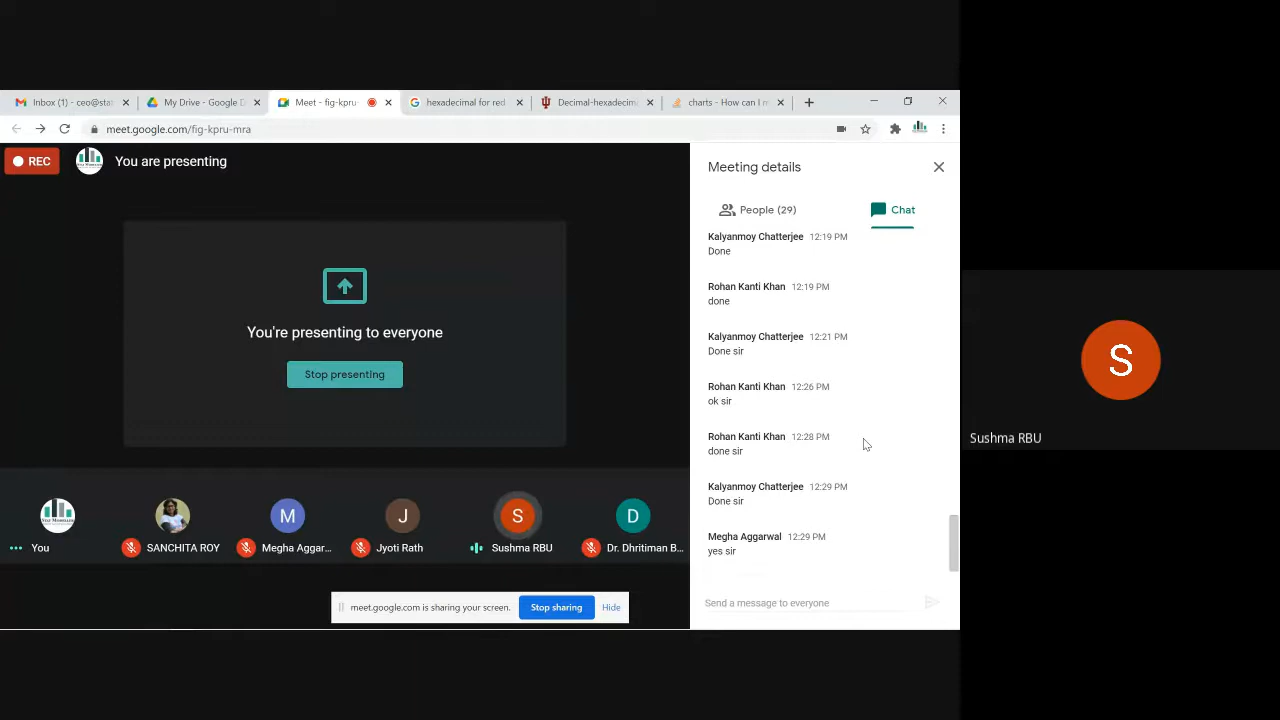 Inbox (1) - ceo@sta
My Drive - Google D
Meet - fig-kpru-
hexadecimal for red
Decimal-hexadecim
charts - How can I m
meet.google.com/fig-kpru-mra
REC
You are presenting
Meeting details
People (29)
Chat
You're presenting to everyone
Stop presenting
Kalyanmoy Chatterjee 12:19 PM
Done
Rohan Kanti Khan 12:19 PM
done
Kalyanmoy Chatterjee 12:21 PM
Done sir
Rohan Kanti Khan 12:26 PM
ok sir
Rohan Kanti Khan 12:28 PM
done sir
Kalyanmoy Chatterjee 12:29 PM
Done sir
Megha Aggarwal 12:29 PM
yes sir
Send a message to everyone
M
J
S
D
You
SANCHITA ROY
Megha Aggar...
Jyoti Rath
Sushma RBU
Dr. Dhritiman B...
meet.google.com is sharing your screen.
Stop sharing
Hide
S
Sushma RBU